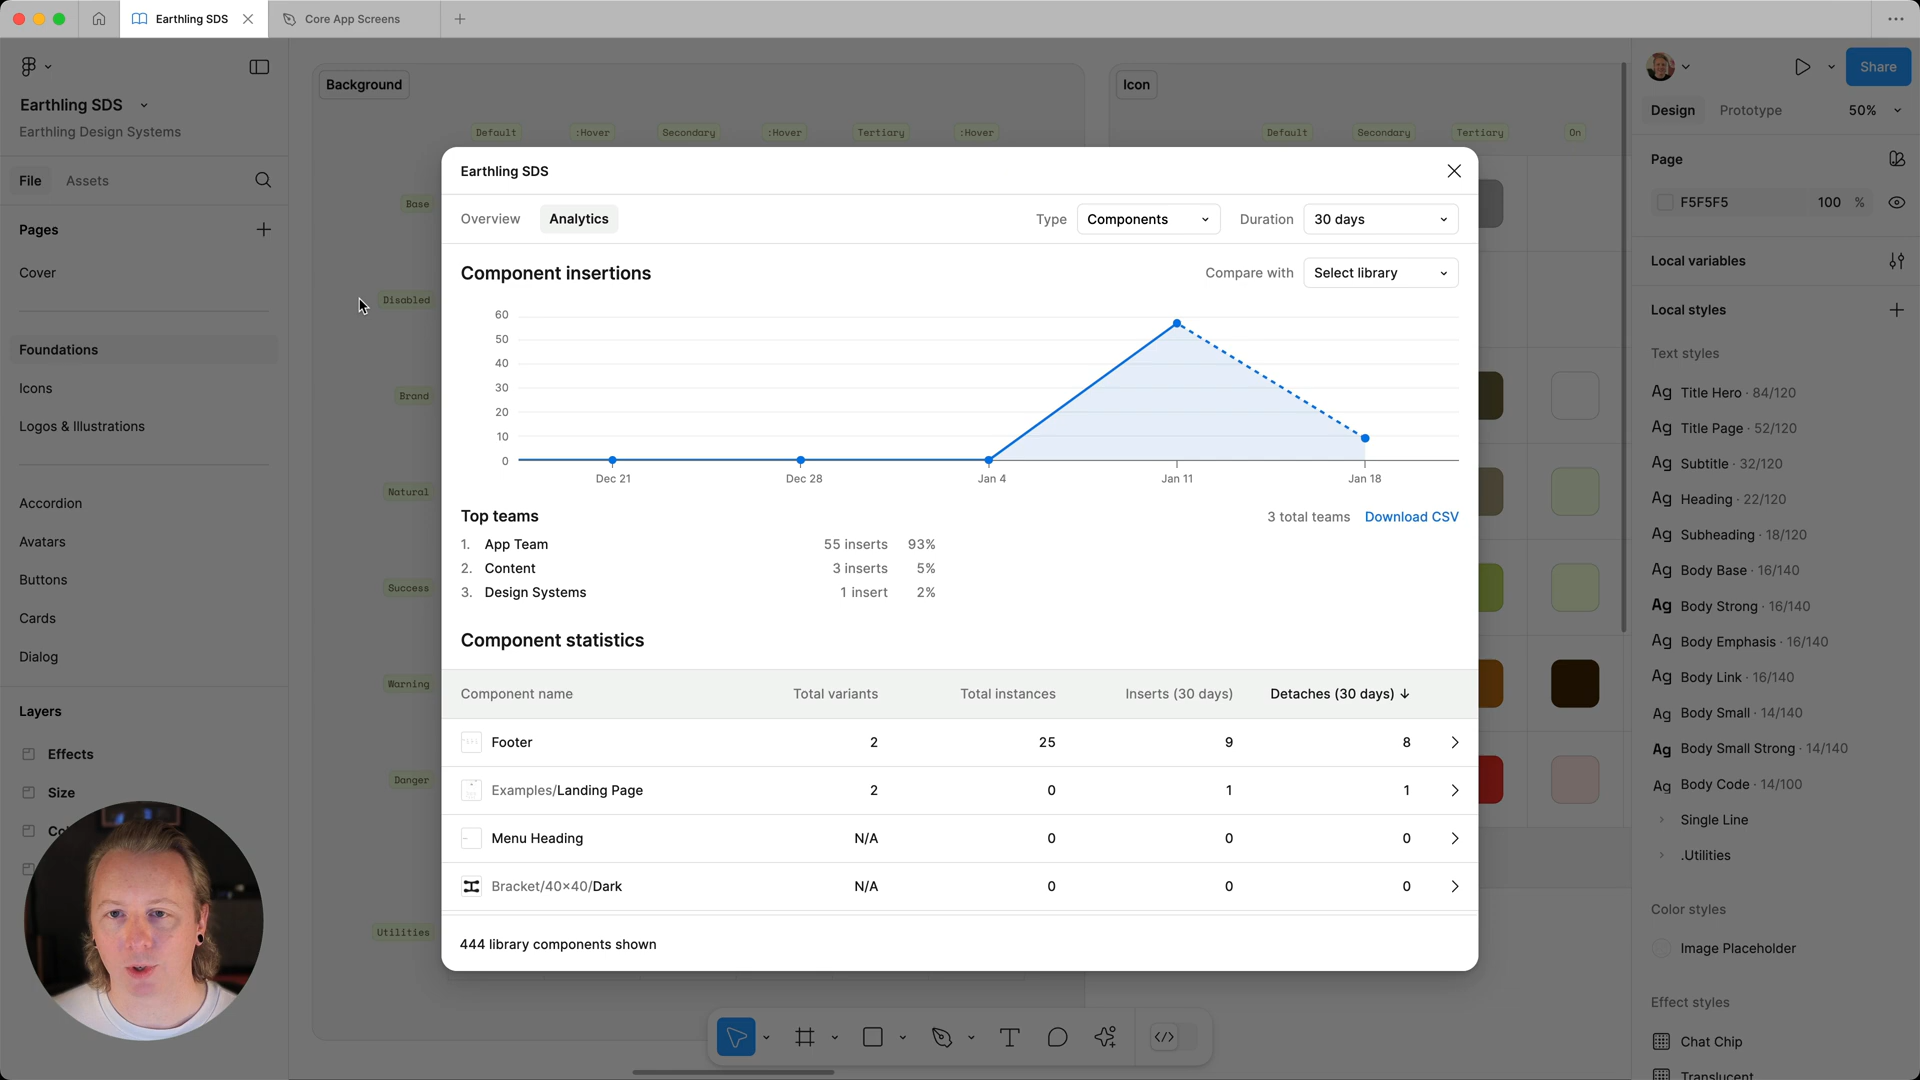 Earthling SDS
Core App Screens
Earthling SDS
Earthling Design Systems
File
Assets
Pages
Cover
Foundations
Icons
Logos & Illustrations
Accordion
Avatars
Buttons
Cards
Dialog
Layers
Effects
Size
Background
Default
:Hover
Secondary
:Hover
Tertiary
:Hover
Base
Disabled
Brand
Natural
Success
Warning
Danger
Utilities
Icon
Default
Secondary
Tertiary
On
Earthling SDS
Overview
Analytics
Type
Components
Duration
30 days
Component insertions
Compare with
Select library
60
50
40
30
20
10
0
Dec 21
Dec 28
Jan 4
Jan 11
Jan 18
Top teams
3 total teams
Download CSV
1. App Team 55 inserts 93%
2. Content 3 inserts 5%
3. Design Systems 1 insert 2%
Component statistics
Component name Total variants Total instances Inserts (30 days) Detaches (30 days) ↓
Footer 2 25 9 8
Examples/Landing Page 2 0 1 1
Menu Heading N/A 0 0 0
Bracket/40×40/Dark N/A 0 0 0
444 library components shown
Share
Design
Prototype
50%
Page
F5F5F5 100 %
Local variables
Local styles
Text styles
Ag Title Hero · 84/120
Ag Title Page · 52/120
Ag Subtitle · 32/120
Ag Heading · 22/120
Ag Subheading · 18/120
Ag Body Base · 16/140
Ag Body Strong · 16/140
Ag Body Emphasis · 16/140
Ag Body Link · 16/140
Ag Body Small · 14/140
Ag Body Small Strong · 14/140
Ag Body Code · 14/100
Single Line
.Utilities
Color styles
Image Placeholder
Effect styles
Chat Chip
Translucent